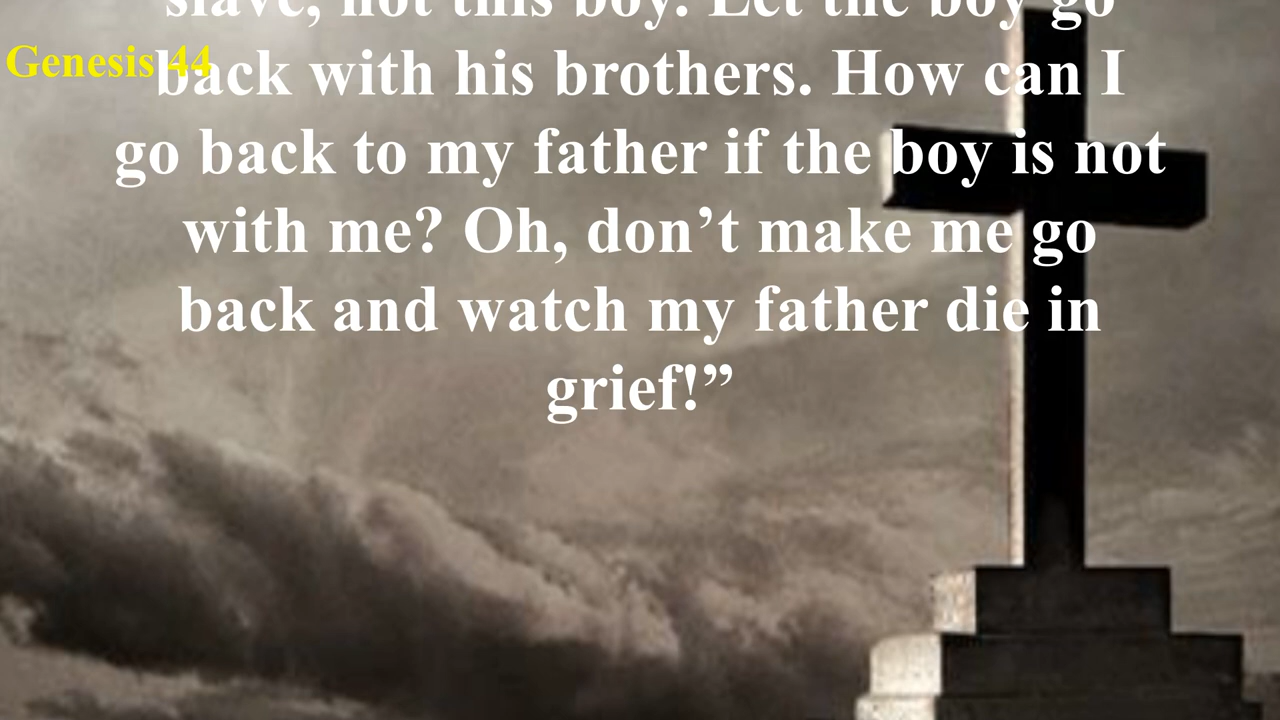 slave, not this boy. Let the boy go
Genesis 44
back with his brothers. How can I
go back to my father if the boy is not
with me? Oh, don’t make me go
back and watch my father die in
grief!”